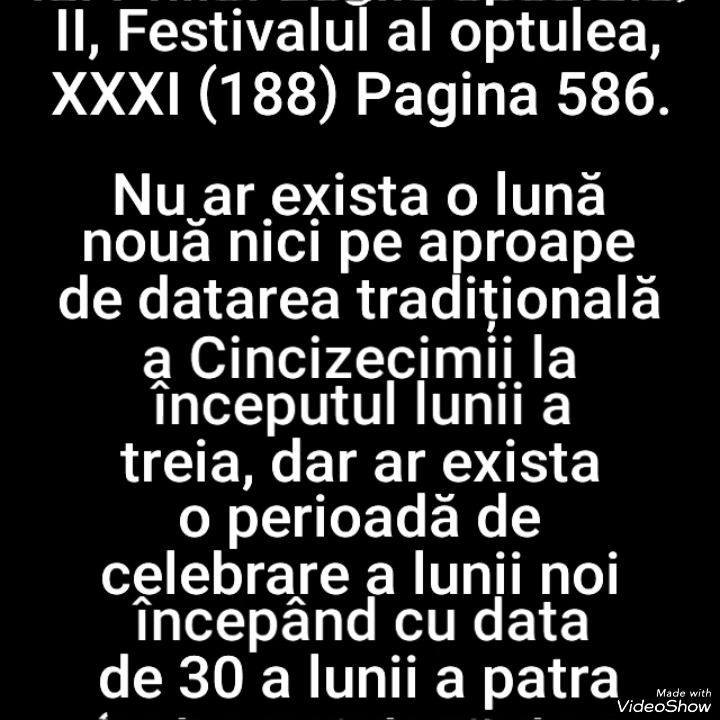 II, Festivalul al optulea,
XXXI (188) Pagina 586.
Nu ar exista o lună
nouă nici pe aproape
de datarea tradițională
a Cincizecimii la
începutul lunii a
treia, dar ar exista
o perioadă de
celebrare a lunii noi
începând cu data
de 30 a lunii a patra
Made with
VideoShow